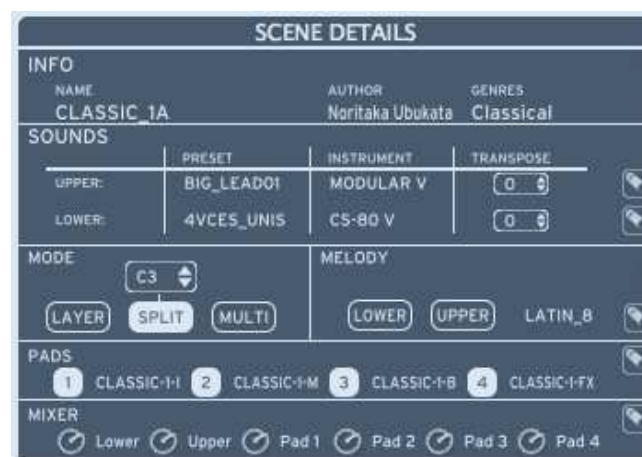 SCENE DETAILS
INFO
NAME AUTHOR GENRES
CLASSIC_1A Noritaka Ubukata Classical
SOUNDS
PRESET INSTRUMENT TRANSPOSE
UPPER: BIG_LEAD01 MODULAR V 0
LOWER: 4VCES_UNIS CS-80 V 0
MODE MELODY
C3
LAYER SPLIT MULTI LOWER UPPER LATIN_8
PADS
1 CLASSIC-1-I 2 CLASSIC-1-M 3 CLASSIC-1-B 4 CLASSIC-1-FX
MIXER
Lower Upper Pad 1 Pad 2 Pad 3 Pad 4